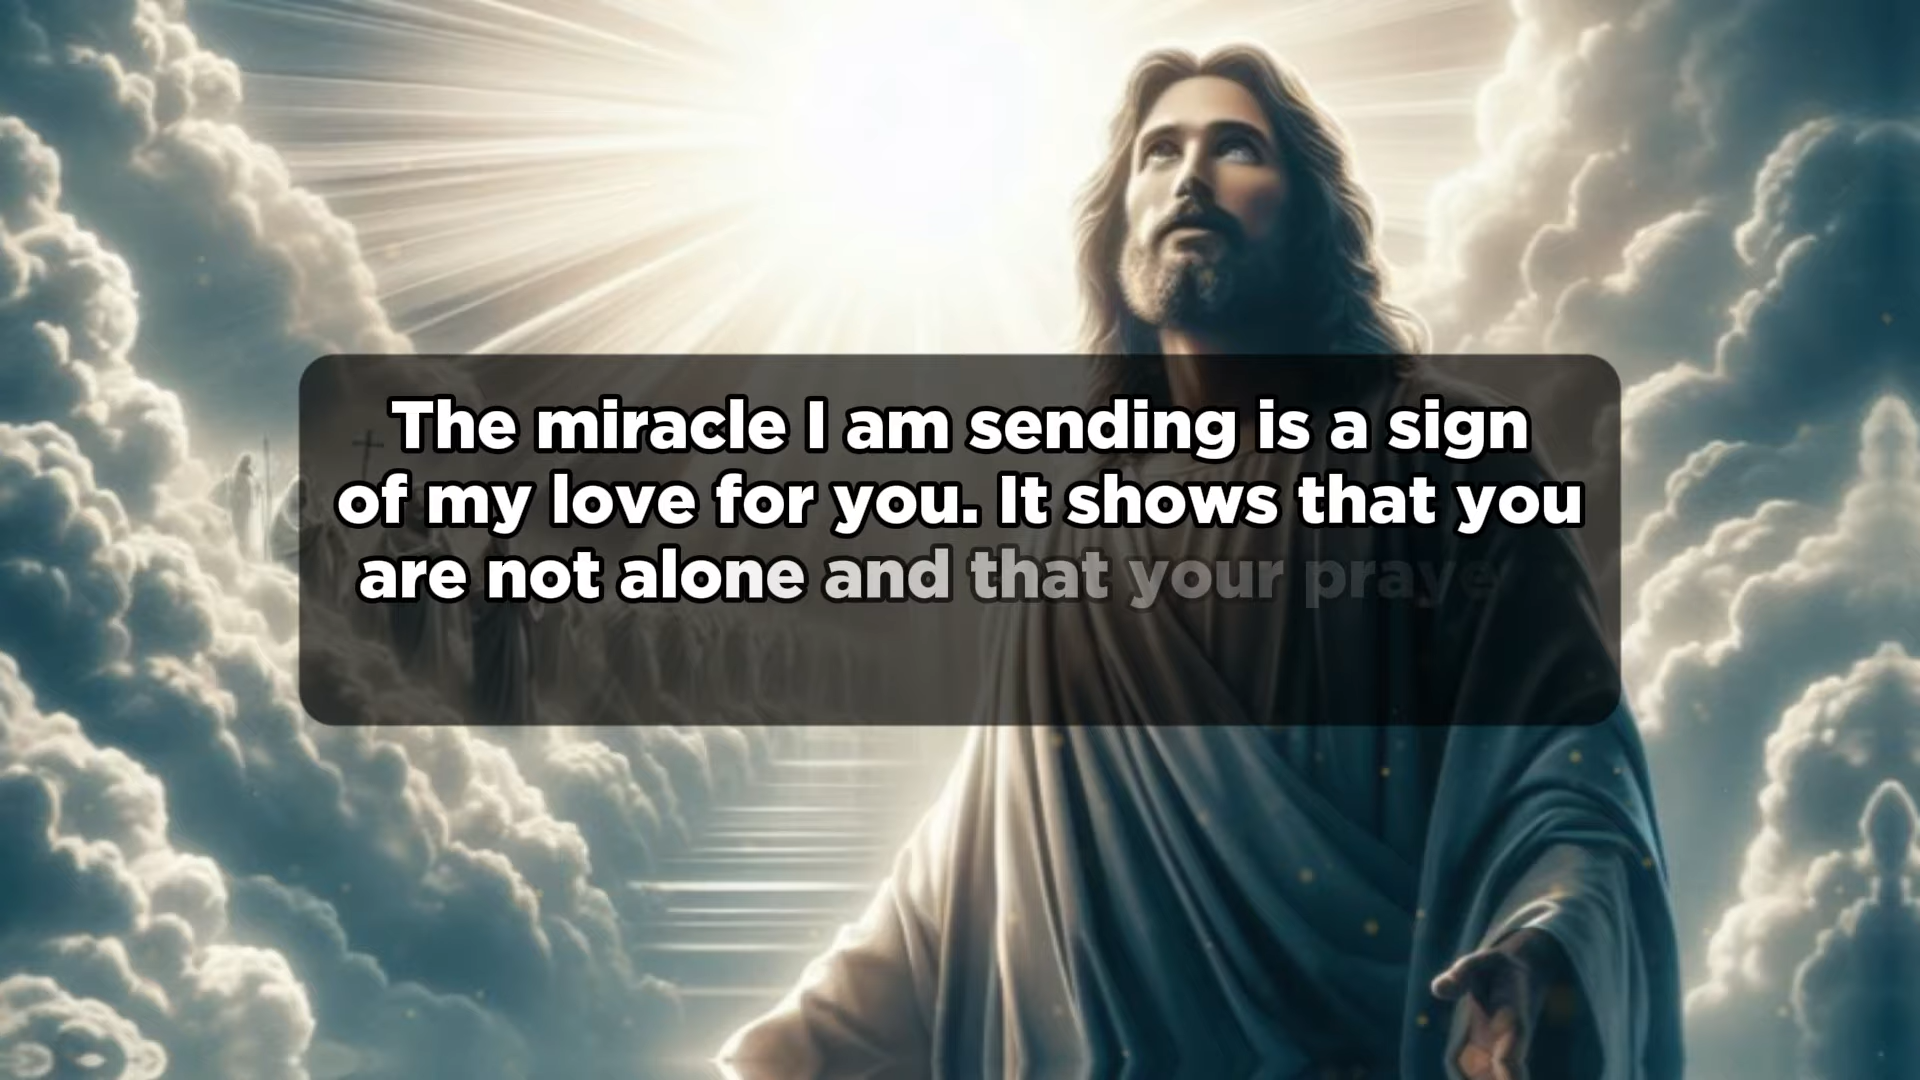 The miracle I am sending is a sign
of my love for you. It shows that you
are not alone and that your praye